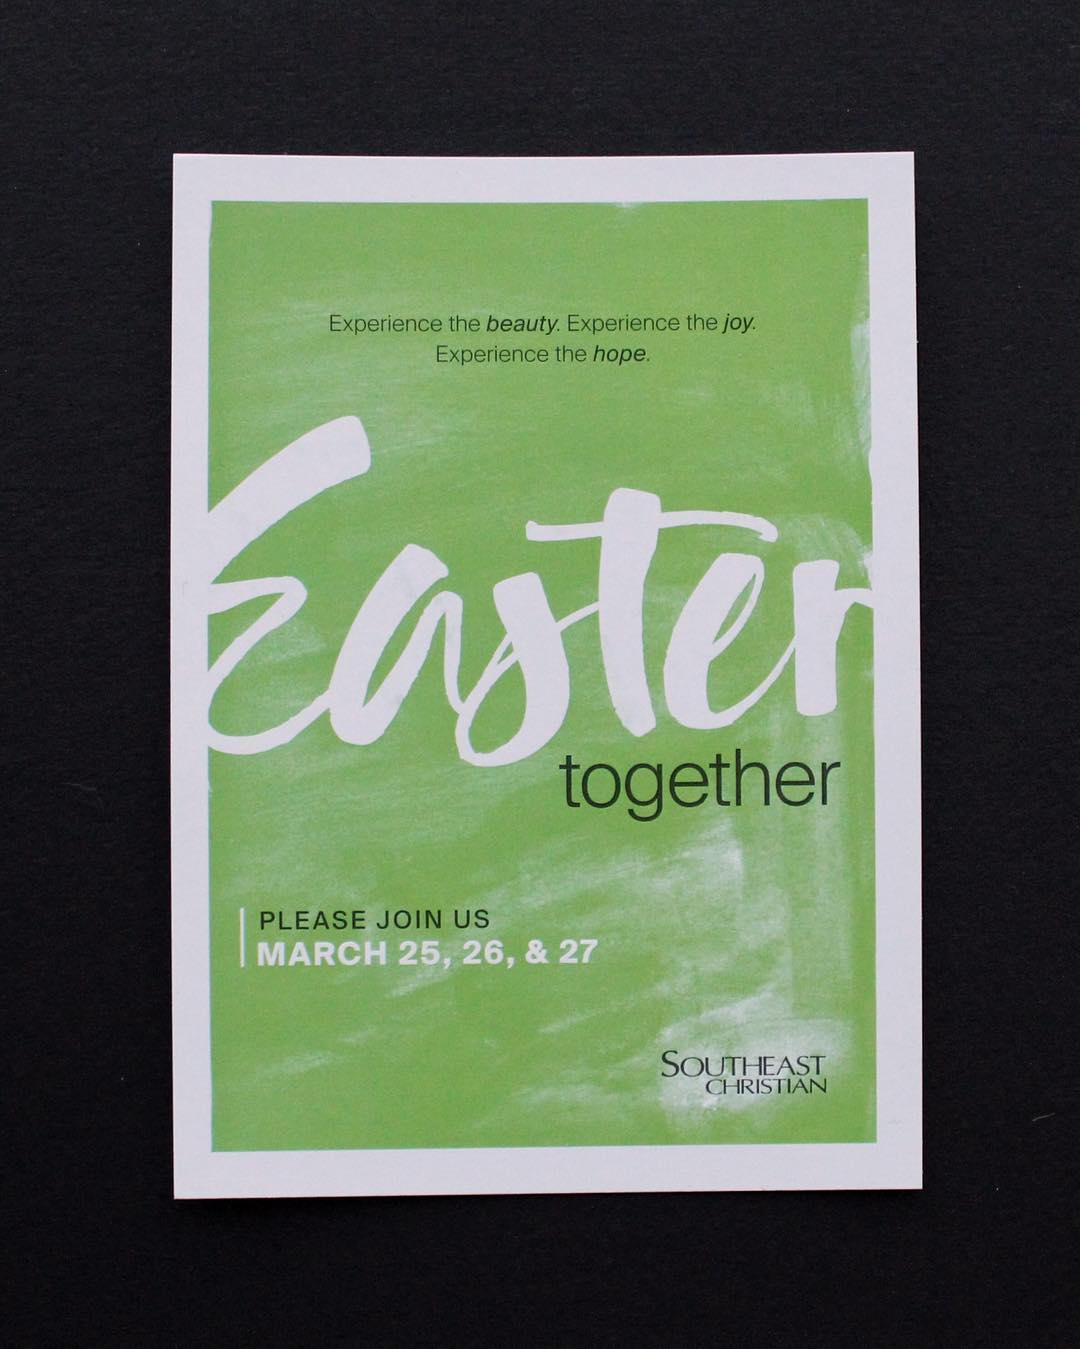 Experience the beauty. Experience the joy.
Experience the hope.
Easter
together
PLEASE JOIN US
MARCH 25, 26, & 27
SOUTHEAST
CHRISTIAN